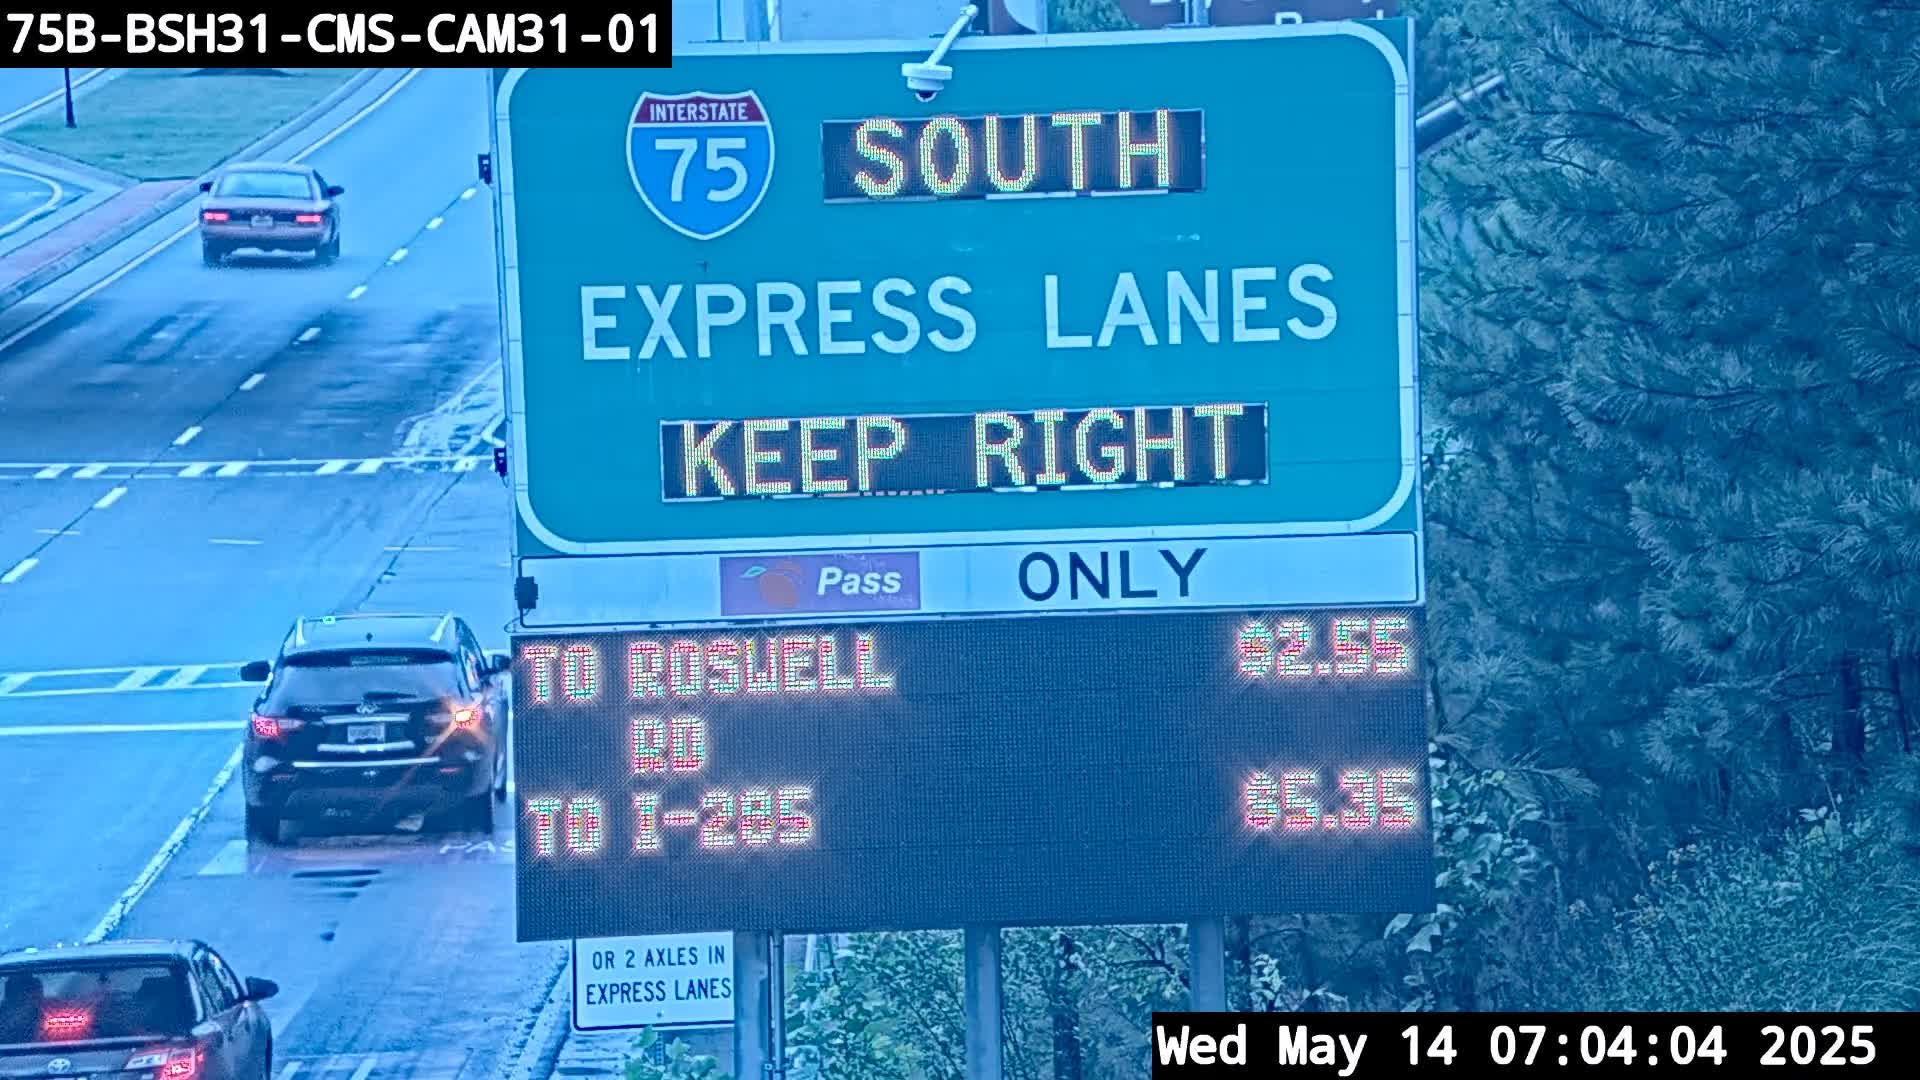 75B-BSH31-CMS-CAM31-01
INTERSTATE
75
SOUTH
EXPRESS LANES
KEEP RIGHT
Pass
ONLY
TO ROSWELL $2.55
RD
TO I-285 $5.35
OR 2 AXLES IN
EXPRESS LANES
Wed May 14 07:04:04 2025